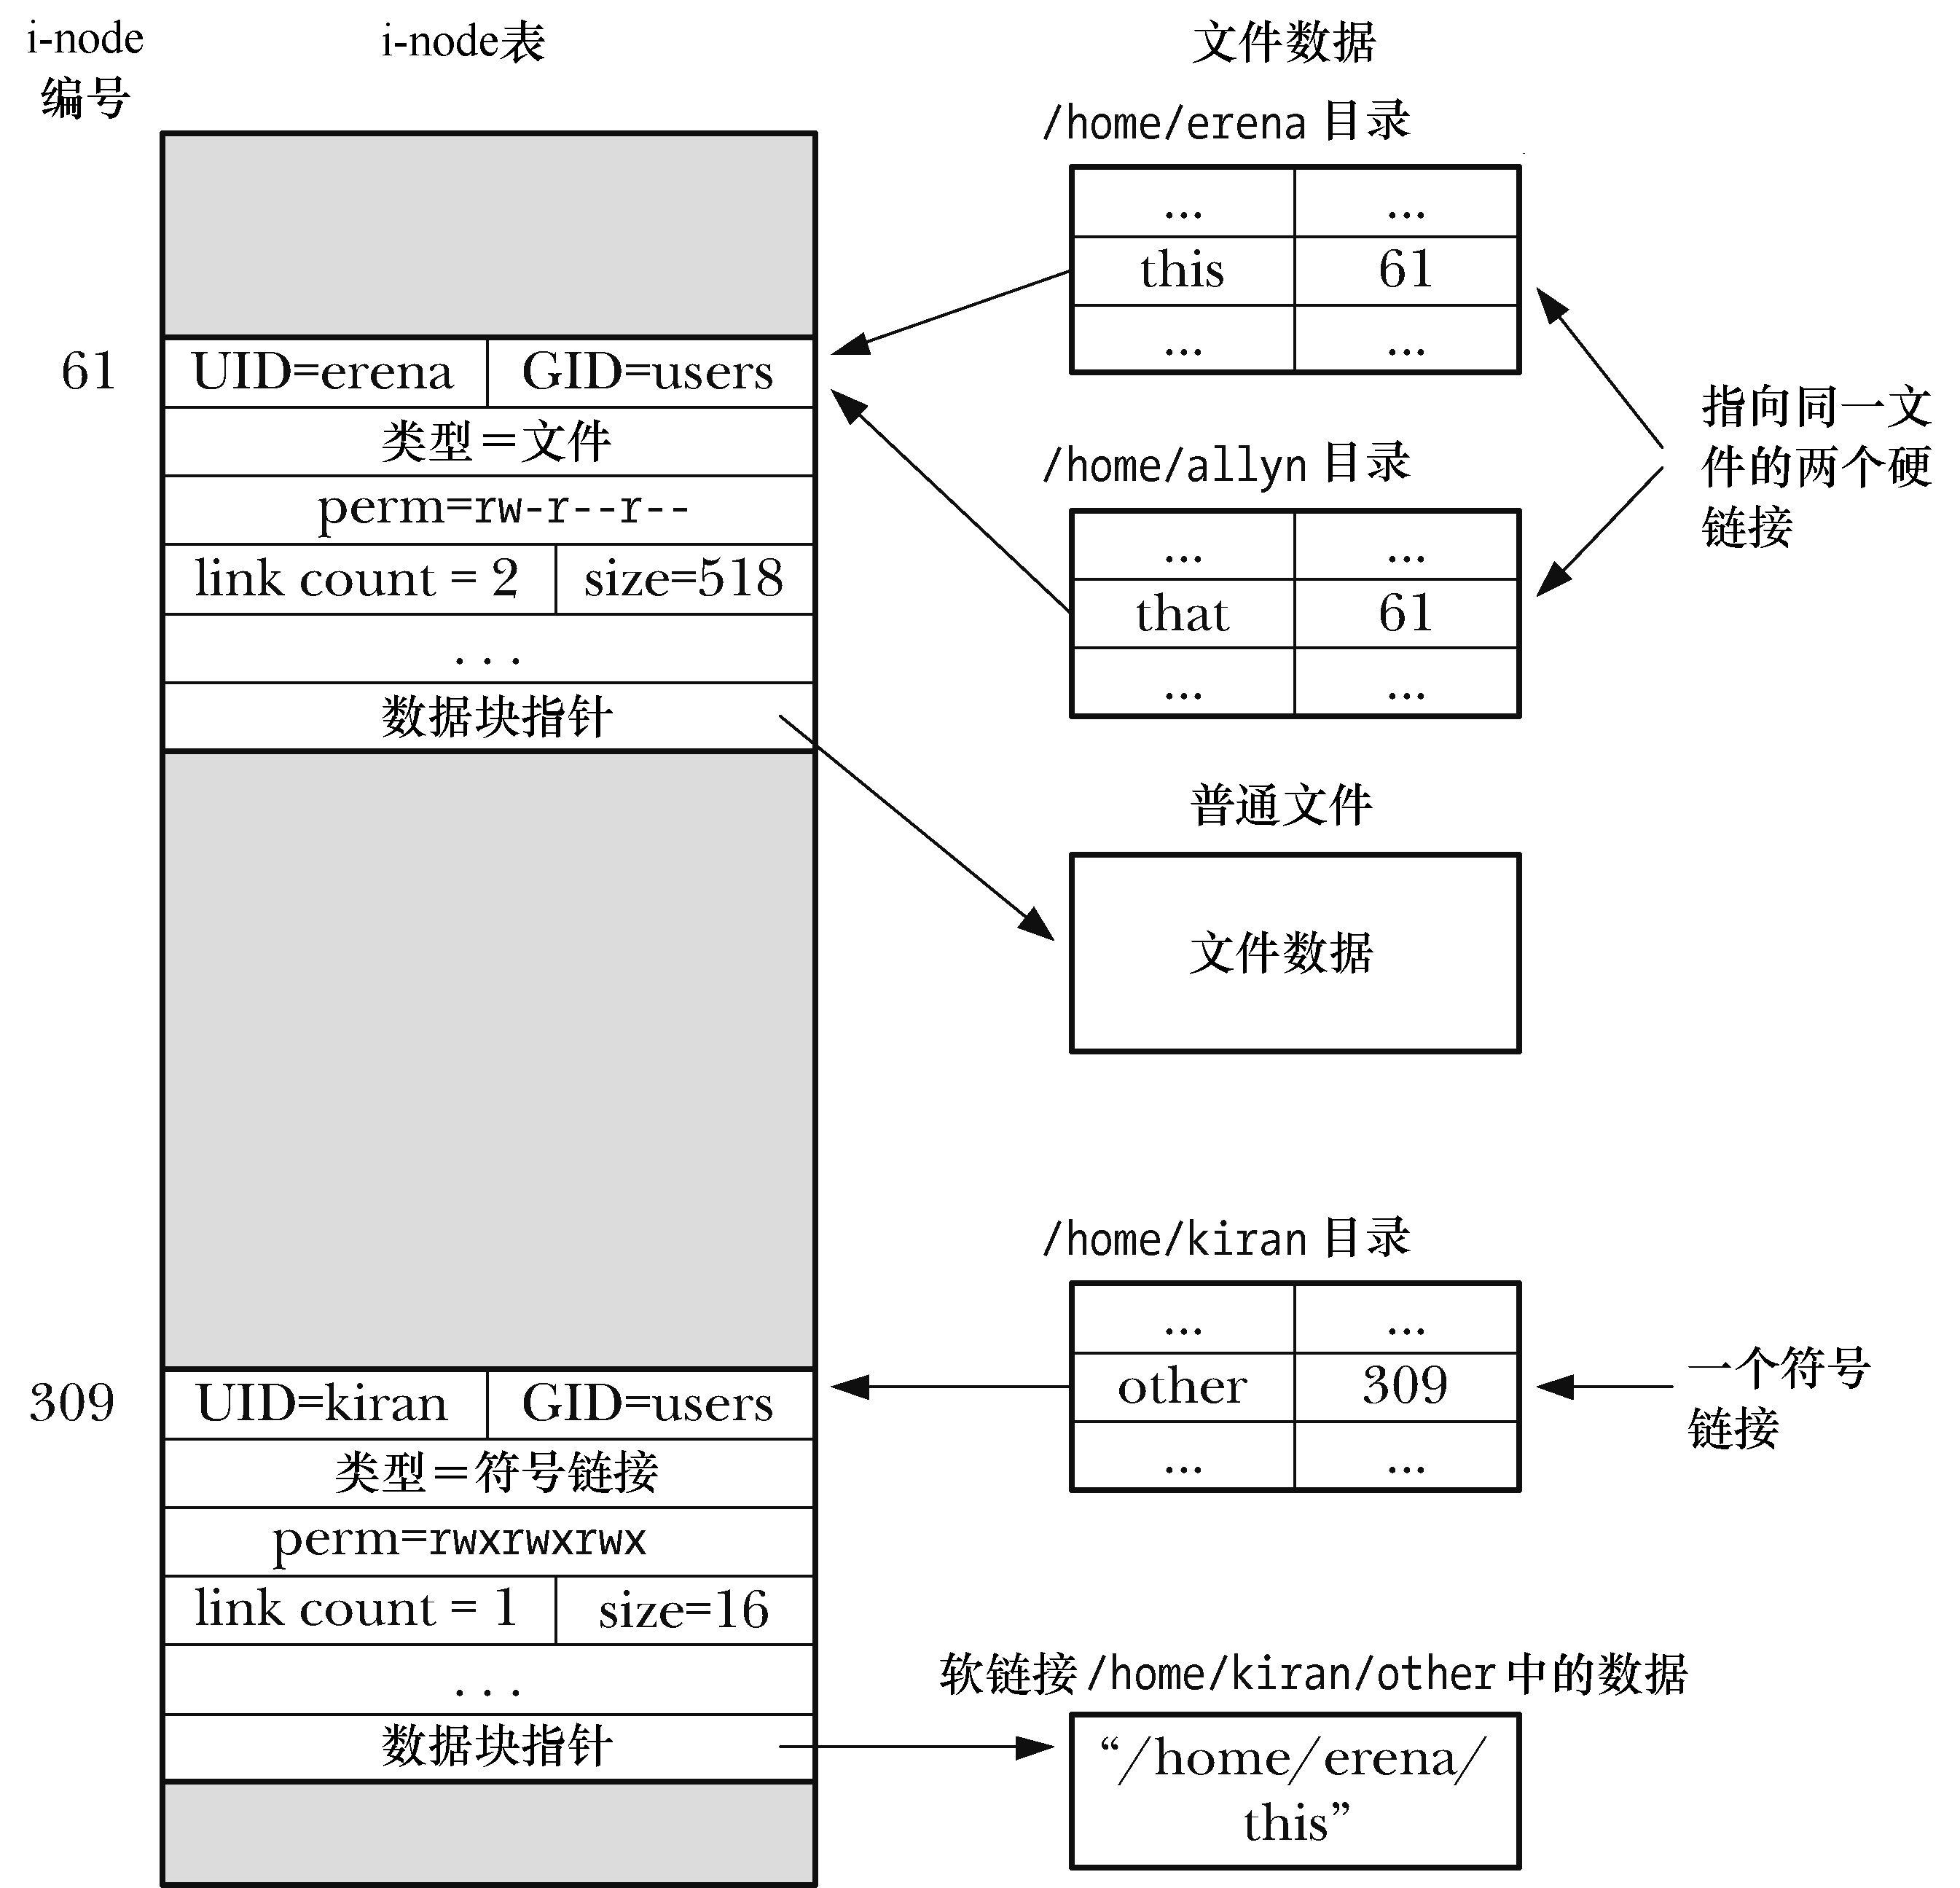 i-node
编号
i-node表
文件数据
/home/erena 目录
... ...
this 61
... ...
61
UID=erena GID=users
类型=文件
perm=rw-r--r--
link count = 2 size=518
...
数据块指针
指向同一文
件的两个硬
链接
/home/allyn 目录
... ...
that 61
... ...
普通文件
文件数据
/home/kiran 目录
... ...
other 309
... ...
一个符号
链接
309
UID=kiran GID=users
类型=符号链接
perm=rwxrwxrwx
link count = 1 size=16
...
数据块指针
软链接 /home/kiran/other 中的数据
“/home/erena/
this”